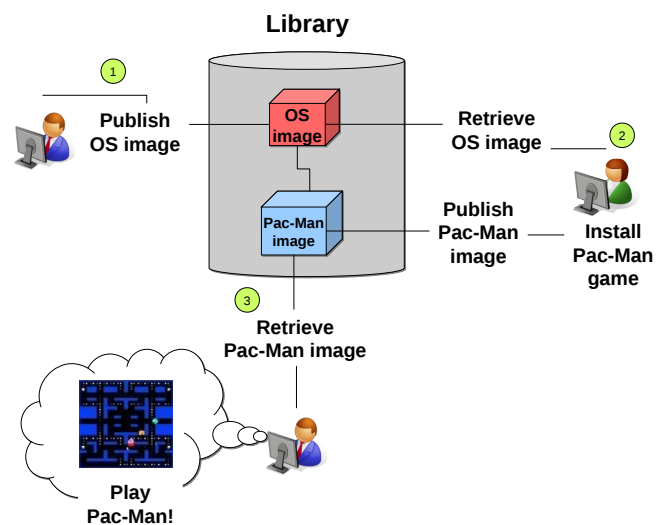 Library
1
Publish
OS image
OS
image
Retrieve
OS image
2
Pac-Man
image
Publish
Pac-Man
image
Install
Pac-Man
game
3
Retrieve
Pac-Man image
Play
Pac-Man!